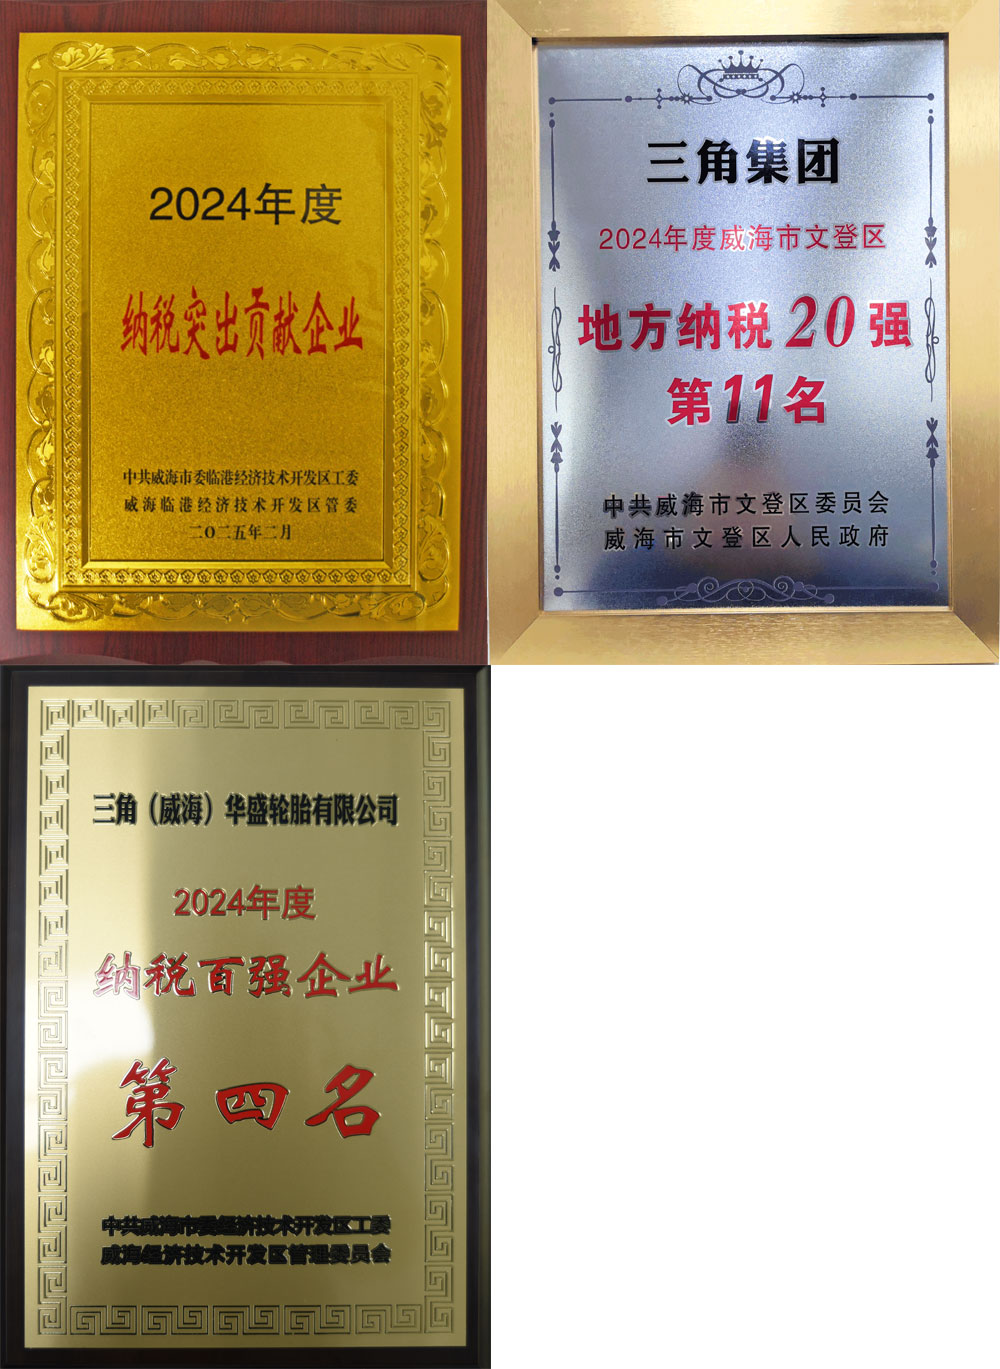 2024年度
纳税突出贡献企业
中共威海市委临港经济技术开发区工委
威海临港经济技术开发区管委
二〇二五年二月
三角集团
2024年度威海市文登区
地方纳税20强
第11名
中共威海市文登区委员会
威海市文登区人民政府
三角（威海）华盛轮胎有限公司
2024年度
纳税百强企业
第四名
中共威海市委经济技术开发区工委
威海经济技术开发区管理委员会